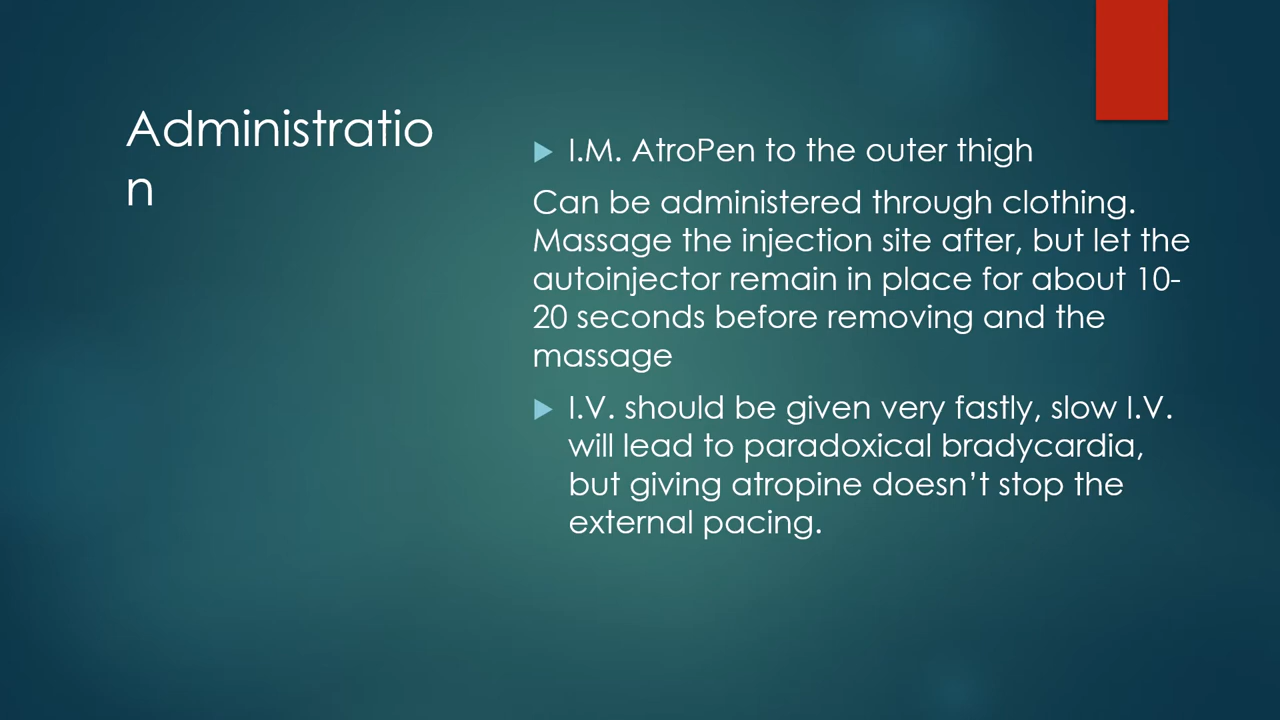 Administratio
n
I.M. AtroPen to the outer thigh
Can be administered through clothing.
Massage the injection site after, but let the
autoinjector remain in place for about 10-
20 seconds before removing and the
massage
I.V. should be given very fastly, slow I.V.
will lead to paradoxical bradycardia,
but giving atropine doesn’t stop the
external pacing.